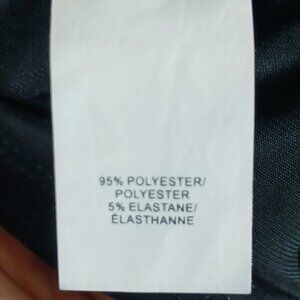 95% POLYESTER/
POLYESTER
5% ELASTANE/
ÉLASTHANNE